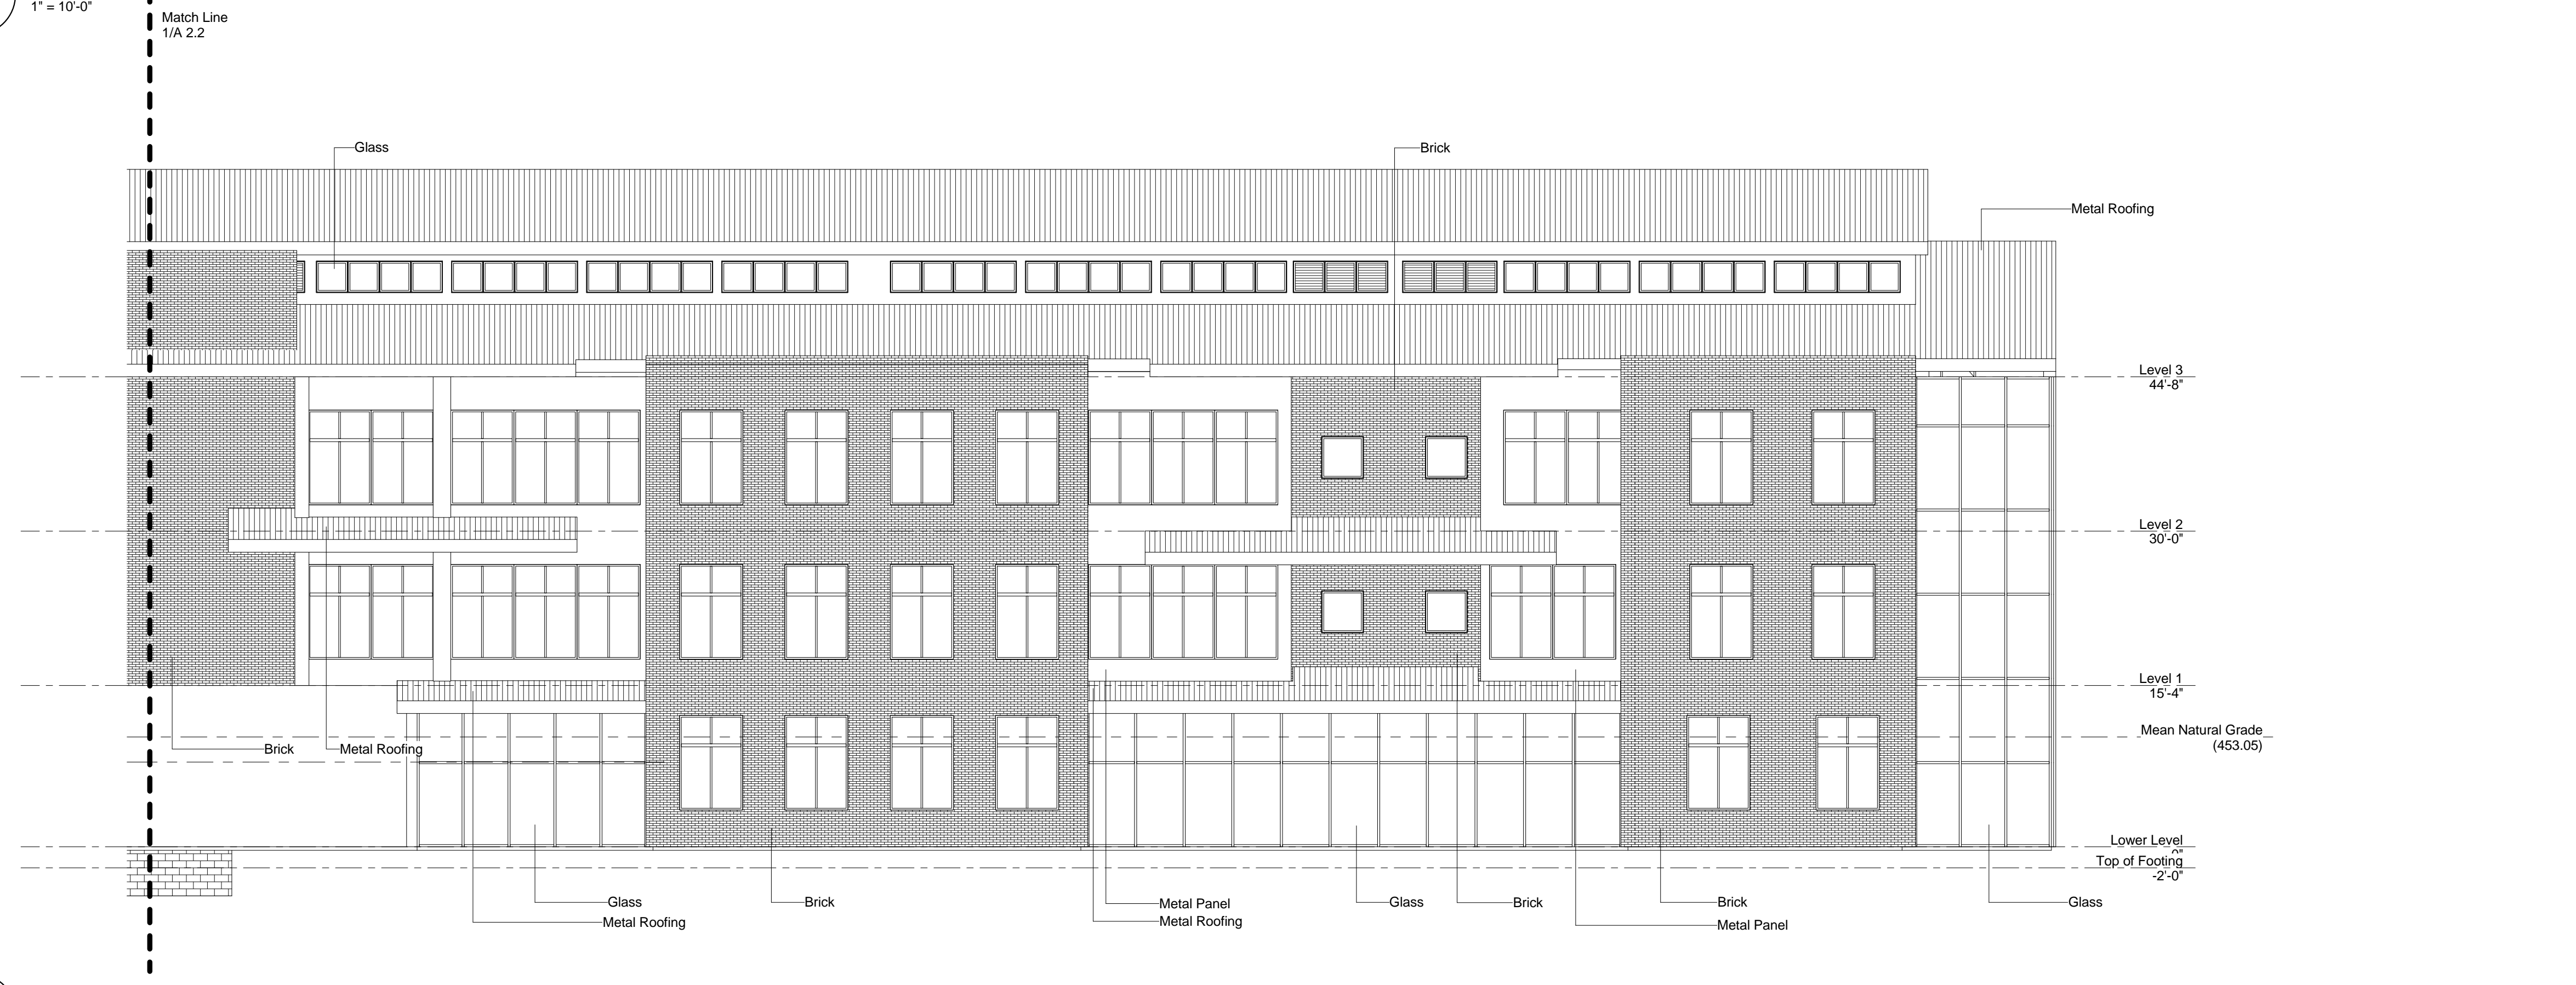 1" = 10'-0"
Match Line
1/A 2.2
Glass
Brick
Metal Roofing
Level 3
44'-8"
Level 2
30'-0"
Level 1
15'-4"
Mean Natural Grade
(453.05)
Brick
Metal Roofing
Lower Level
0"
Top of Footing
-2'-0"
Glass
Metal Roofing
Brick
Metal Panel
Metal Roofing
Glass
Brick
Brick
Metal Panel
Glass